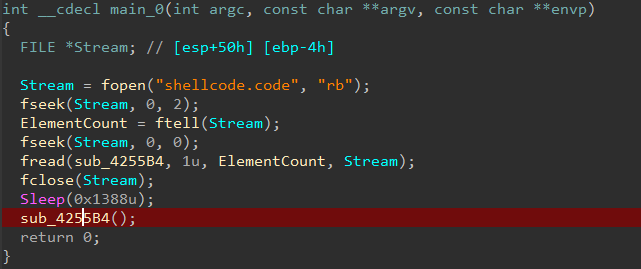 int __cdecl main_0(int argc, const char **argv, const char **envp)
{
  FILE *Stream; // [esp+50h] [ebp-4h]

  Stream = fopen("shellcode.code", "rb");
  fseek(Stream, 0, 2);
  ElementCount = ftell(Stream);
  fseek(Stream, 0, 0);
  fread(sub_4255B4, 1u, ElementCount, Stream);
  fclose(Stream);
  Sleep(0x1388u);
  sub_4255B4();
  return 0;
}